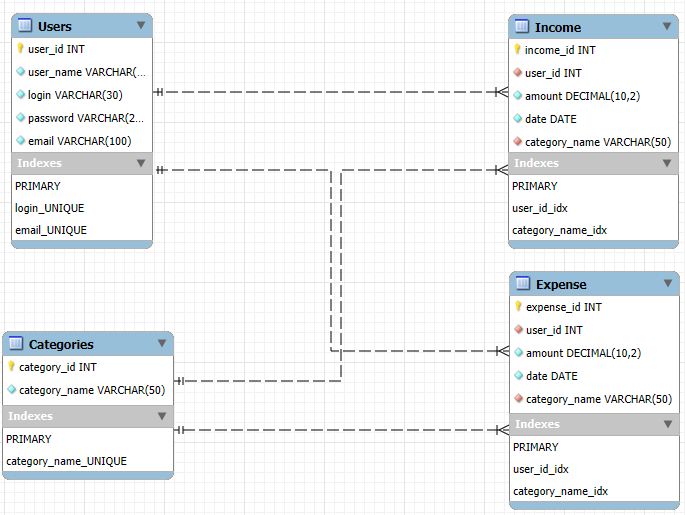 Users
user_id INT
user_name VARCHAR(...
login VARCHAR(30)
password VARCHAR(2...
email VARCHAR(100)
Indexes
PRIMARY
login_UNIQUE
email_UNIQUE
Income
income_id INT
user_id INT
amount DECIMAL(10,2)
date DATE
category_name VARCHAR(50)
Indexes
PRIMARY
user_id_idx
category_name_idx
Categories
category_id INT
category_name VARCHAR(50)
Indexes
PRIMARY
category_name_UNIQUE
Expense
expense_id INT
user_id INT
amount DECIMAL(10,2)
date DATE
category_name VARCHAR(50)
Indexes
PRIMARY
user_id_idx
category_name_idx